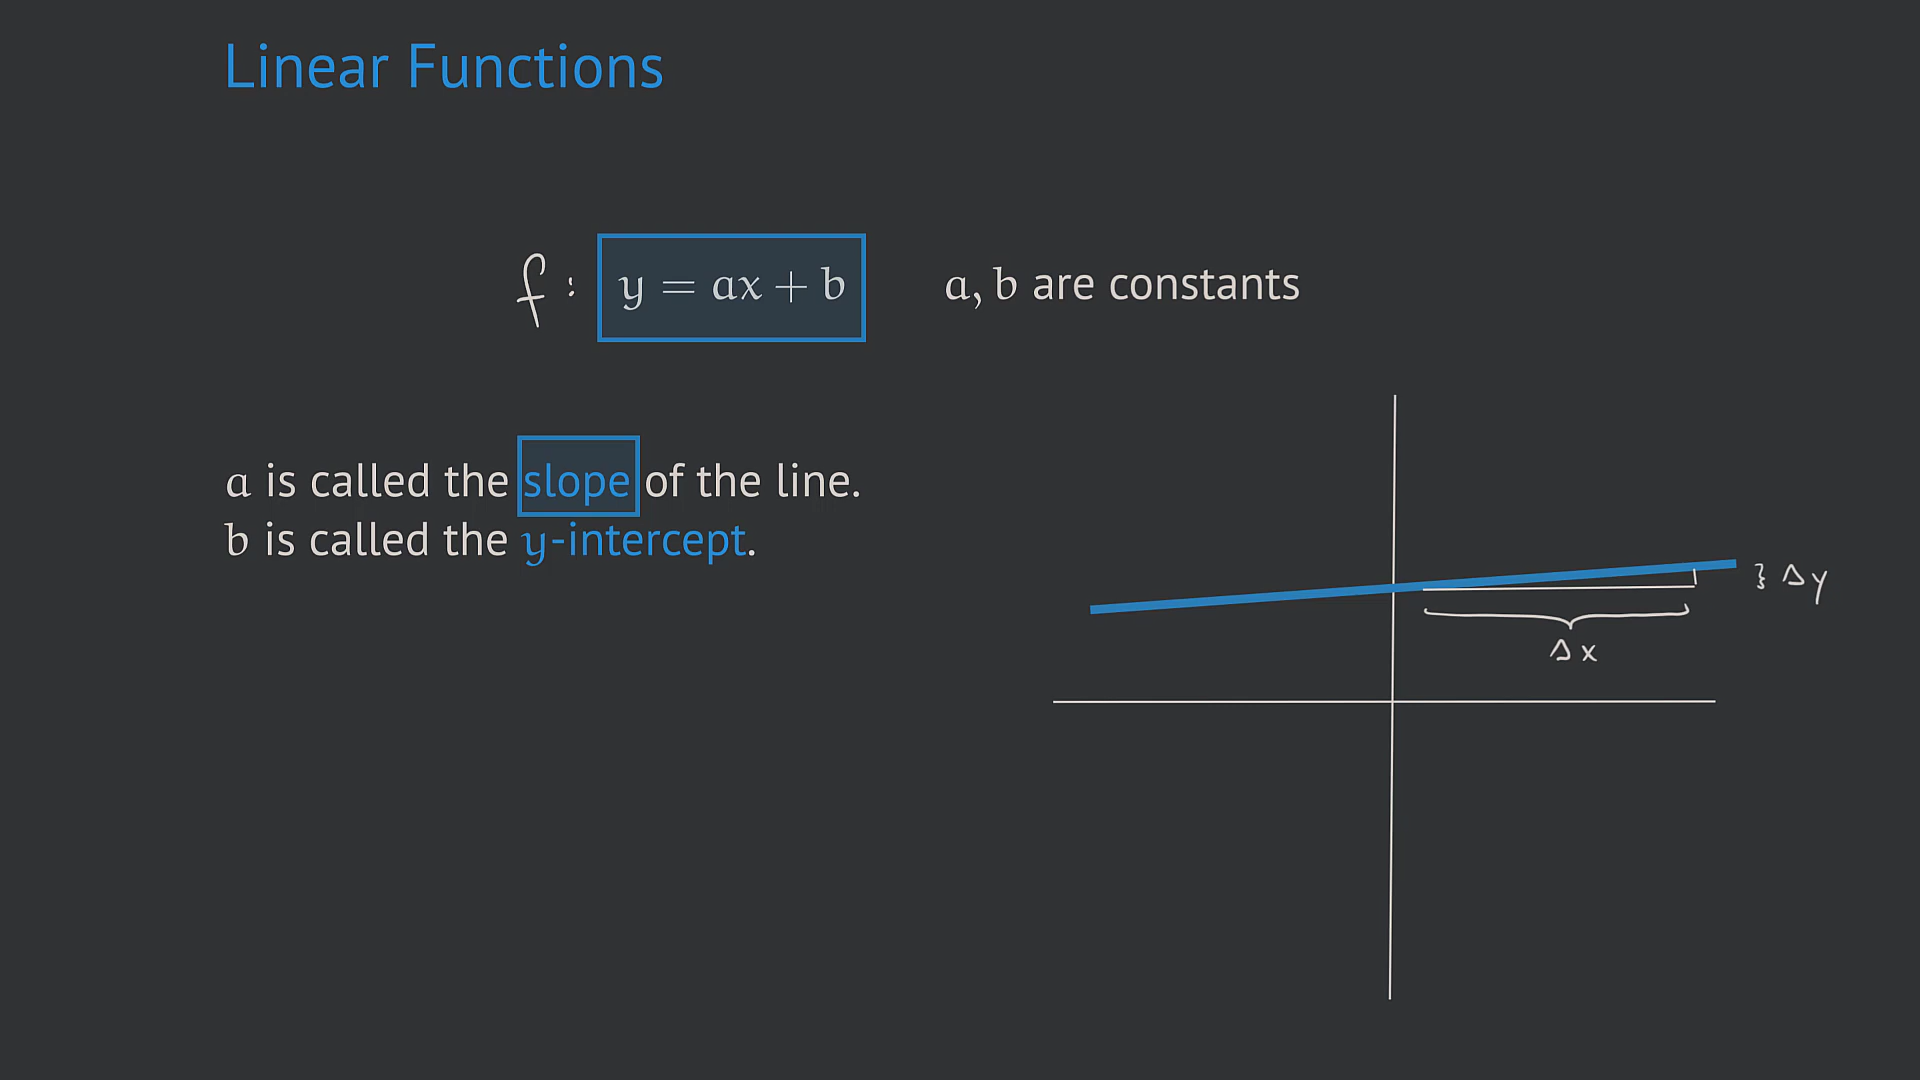 Linear Functions
f : y = ax + b a, b are constants
a is called the slope of the line.
b is called the y-intercept.
} Δy
Δx